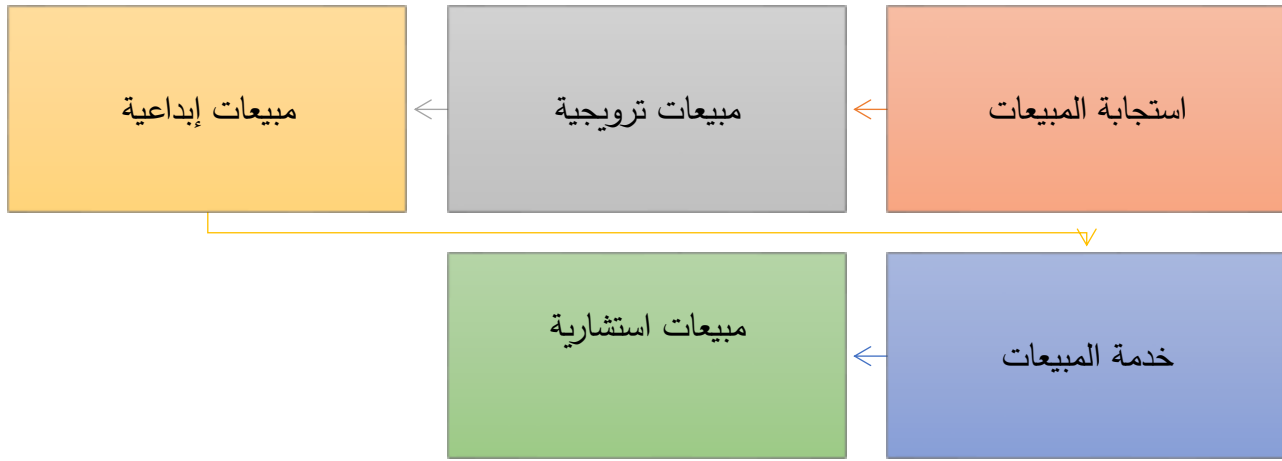 استجابة المبيعات
مبيعات ترويجية
مبيعات إبداعية
خدمة المبيعات
مبيعات استشارية